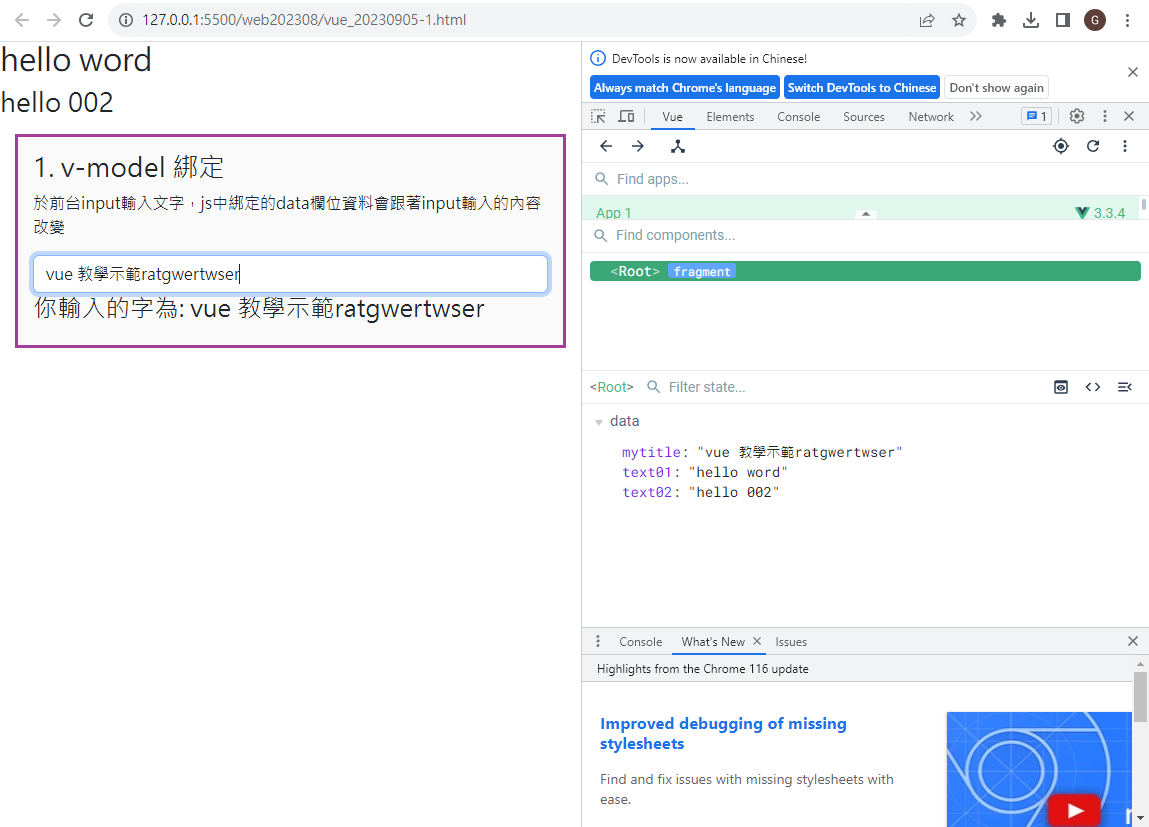 127.0.0.1:5500/web202308/vue_20230905-1.html
G
hello word
hello 002
1. v-model 綁定
於前台input輸入文字，js中綁定的data欄位資料會跟著input輸入的內容
改變
vue 教學示範ratgwertwser
你輸入的字為: vue 教學示範ratgwertwser
DevTools is now available in Chinese!
Always match Chrome's language Switch DevTools to Chinese Don't show again
Vue Elements Console Sources Network 1
Find apps...
App 1 3.3.4
Find components...
<Root> fragment
<Root> Filter state...
data
mytitle: "vue 教學示範ratgwertwser"
text01: "hello word"
text02: "hello 002"
Console What's New Issues
Highlights from the Chrome 116 update
Improved debugging of missing
stylesheets
Find and fix issues with missing stylesheets with
ease.